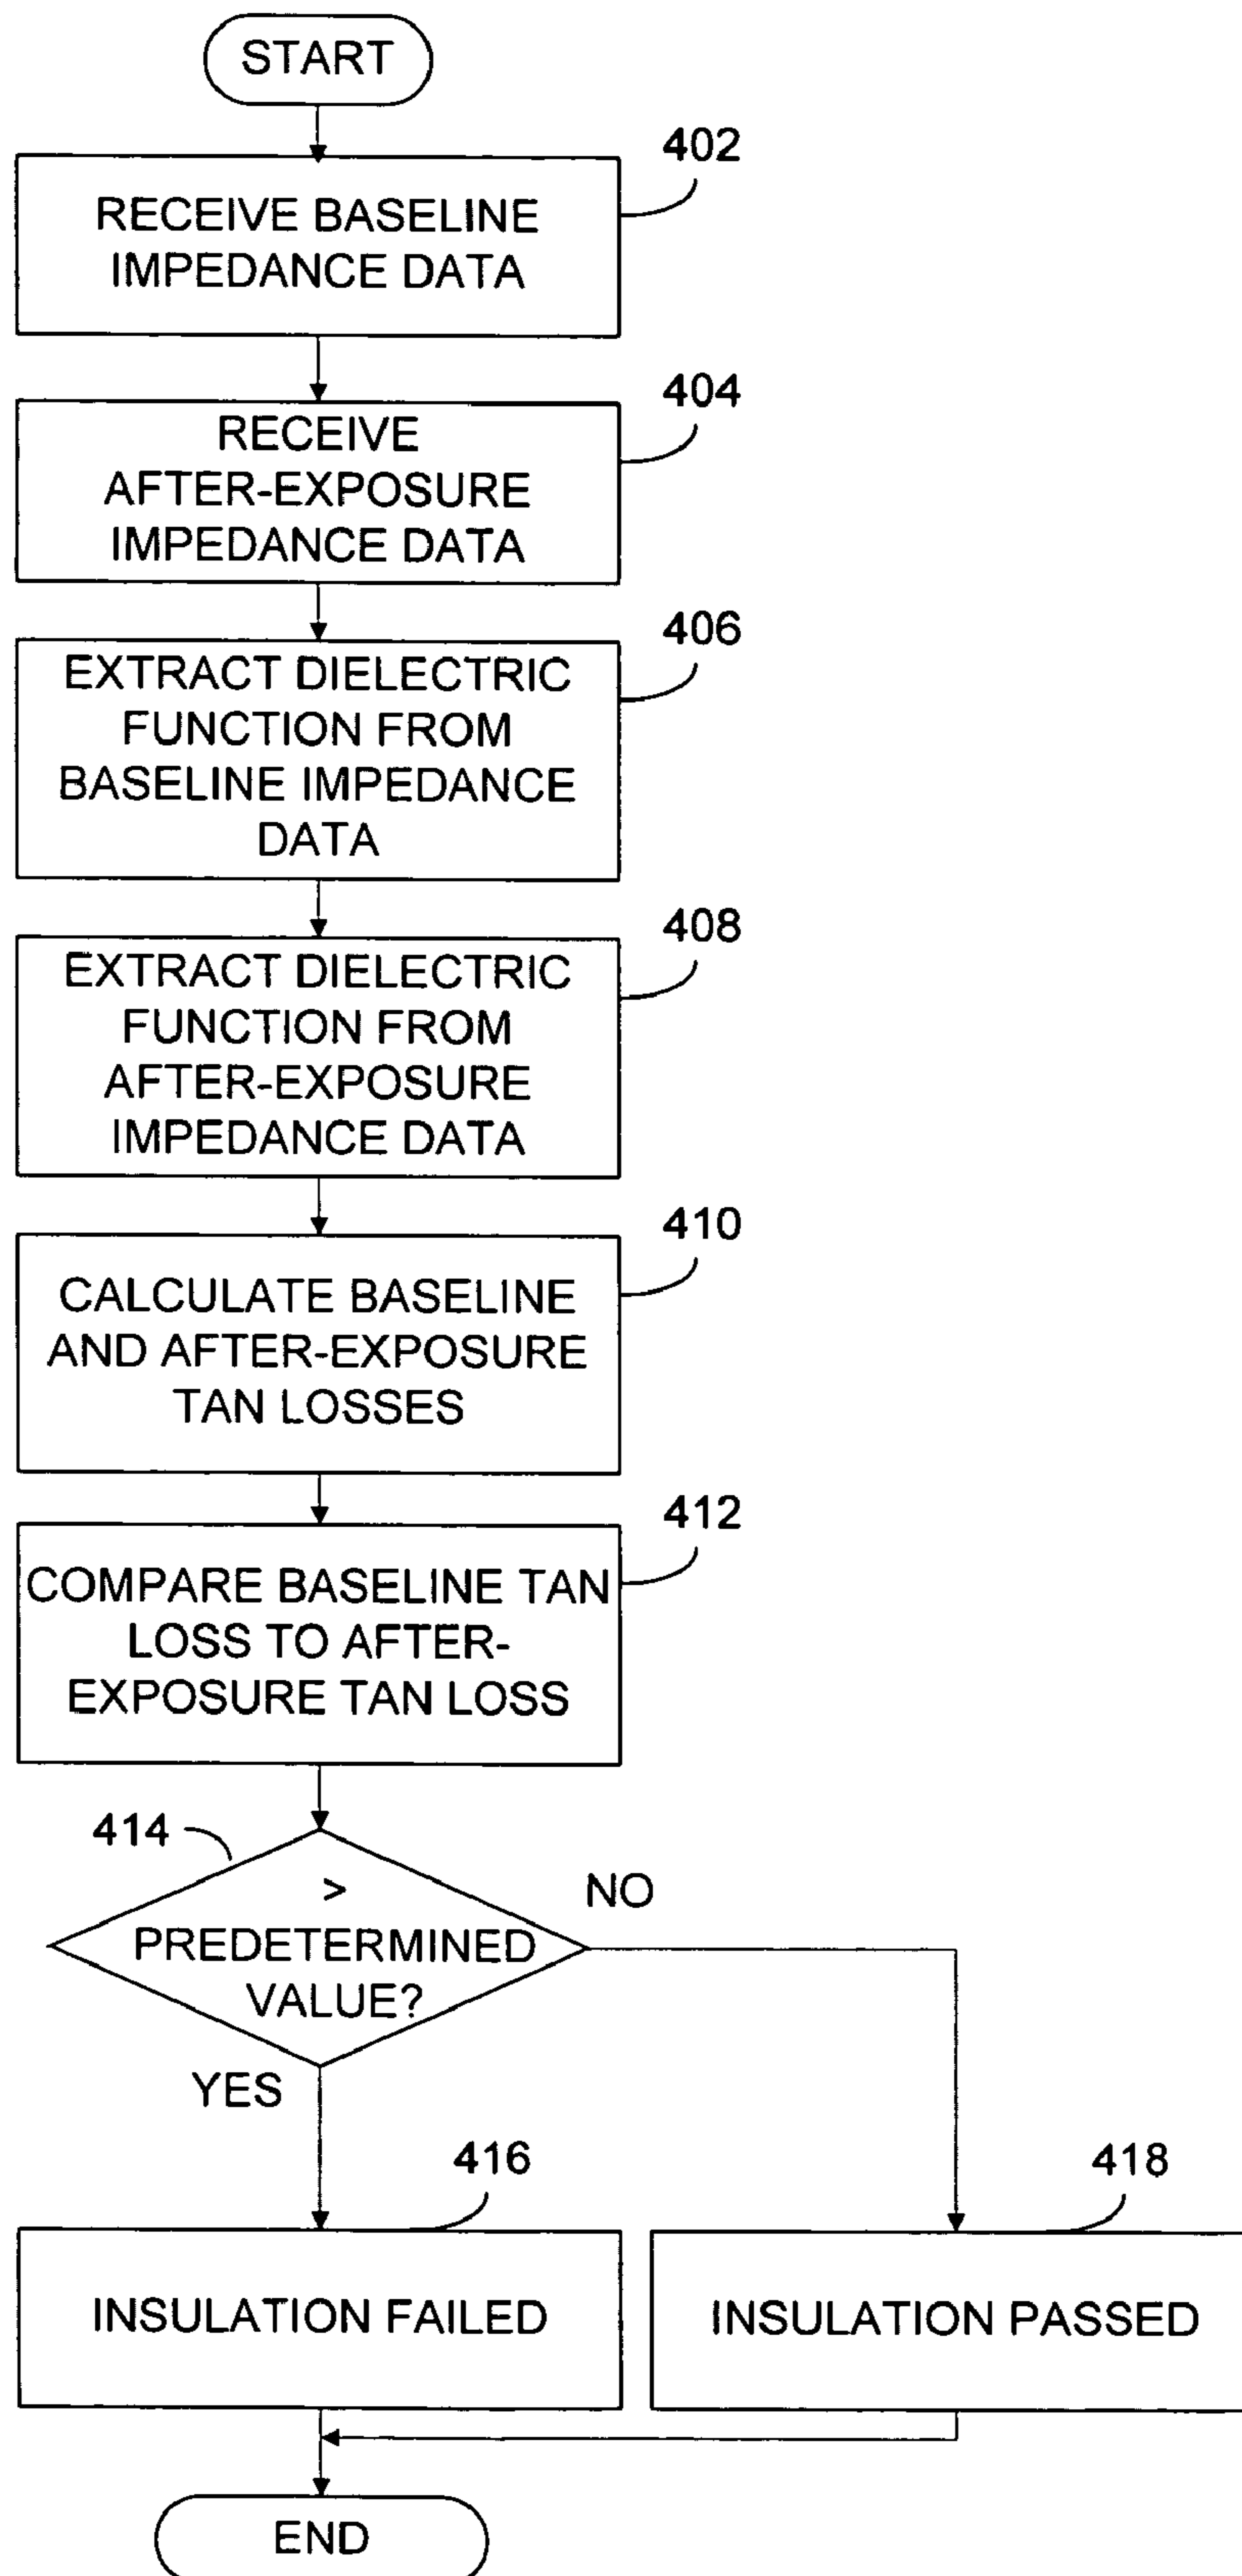 START
402
RECEIVE BASELINE
IMPEDANCE DATA
404
RECEIVE
AFTER-EXPOSURE
IMPEDANCE DATA
406
EXTRACT DIELECTRIC
FUNCTION FROM
BASELINE IMPEDANCE
DATA
408
EXTRACT DIELECTRIC
FUNCTION FROM
AFTER-EXPOSURE
IMPEDANCE DATA
410
CALCULATE BASELINE
AND AFTER-EXPOSURE
TAN LOSSES
412
COMPARE BASELINE TAN
LOSS TO AFTER-
EXPOSURE TAN LOSS
414
>
PREDETERMINED
VALUE?
NO
YES
416
INSULATION FAILED
418
INSULATION PASSED
END